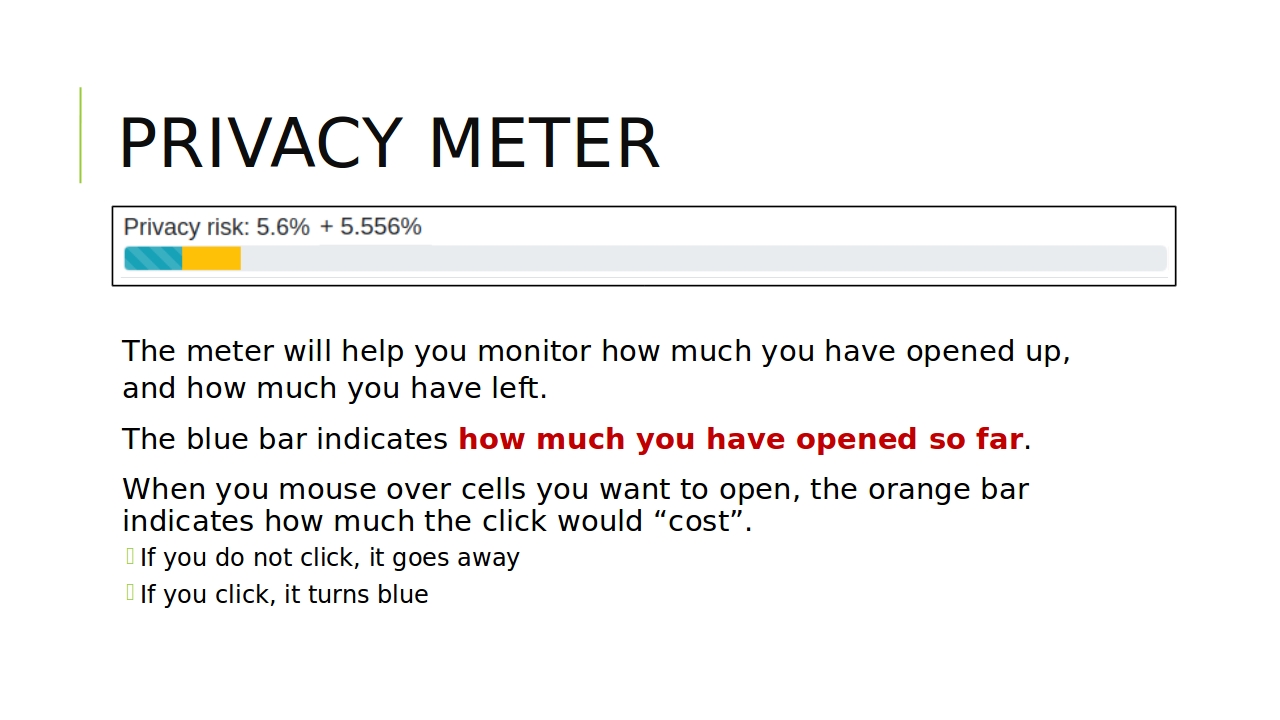 PRIVACY METER
Privacy risk: 5.6% + 5.556%
The meter will help you monitor how much you have opened up,
and how much you have left.
The blue bar indicates how much you have opened so far.
When you mouse over cells you want to open, the orange bar
indicates how much the click would “cost”.
If you do not click, it goes away
If you click, it turns blue